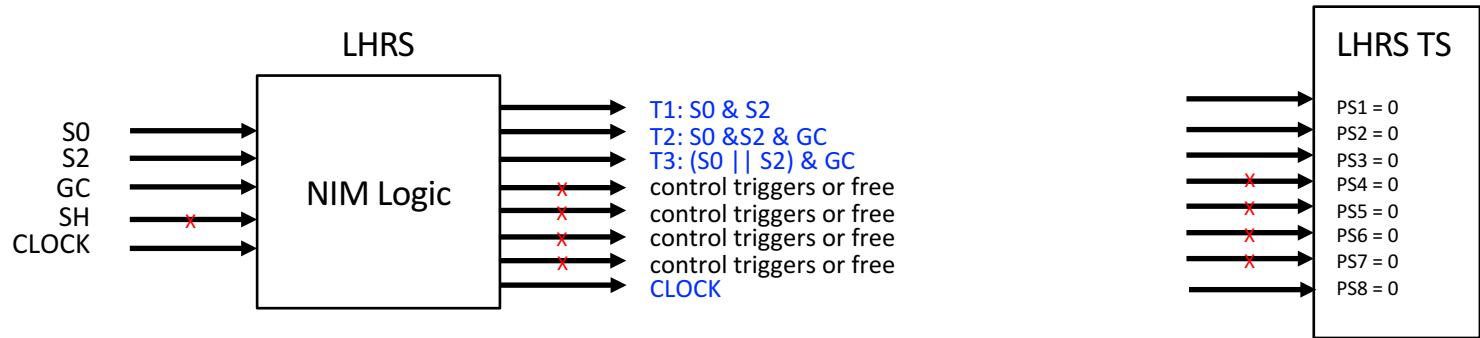 LHRS
S0
S2
GC
SH
CLOCK
x
NIM Logic
T1: S0 & S2
T2: S0 &S2 & GC
T3: (S0 || S2) & GC
x
control triggers or free
x
control triggers or free
x
control triggers or free
x
control triggers or free
CLOCK
LHRS TS
PS1 = 0
PS2 = 0
PS3 = 0
x
PS4 = 0
x
PS5 = 0
x
PS6 = 0
x
PS7 = 0
PS8 = 0